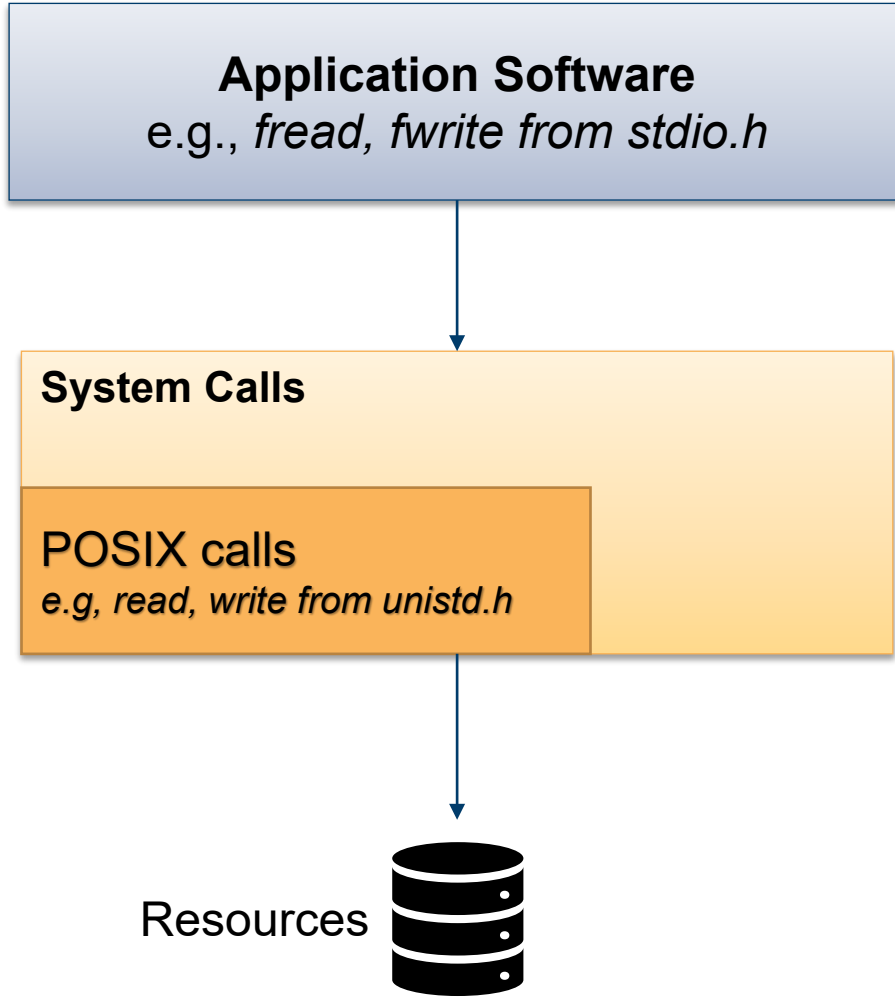 Application Software
e.g., fread, fwrite from stdio.h
System Calls
POSIX calls
e.g, read, write from unistd.h
Resources